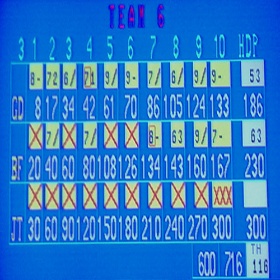 TEAM 6
3 1 2 3 4 5 6 7 8 9 10 HDP
8- 72 6/ 71 9/ 9- 7/ 6/ 9/ 9- 53
GD 8 17 34 42 61 70 86 105 124 133 186
X 7/ X 7/ X X 8- 63 9/ 7- 63
BF 20 40 60 80 108 126 134 143 160 167 230
X X X X X X X X X XXX
JT 30 60 90 120 150 180 210 240 270 300 300
TH
600 716 116